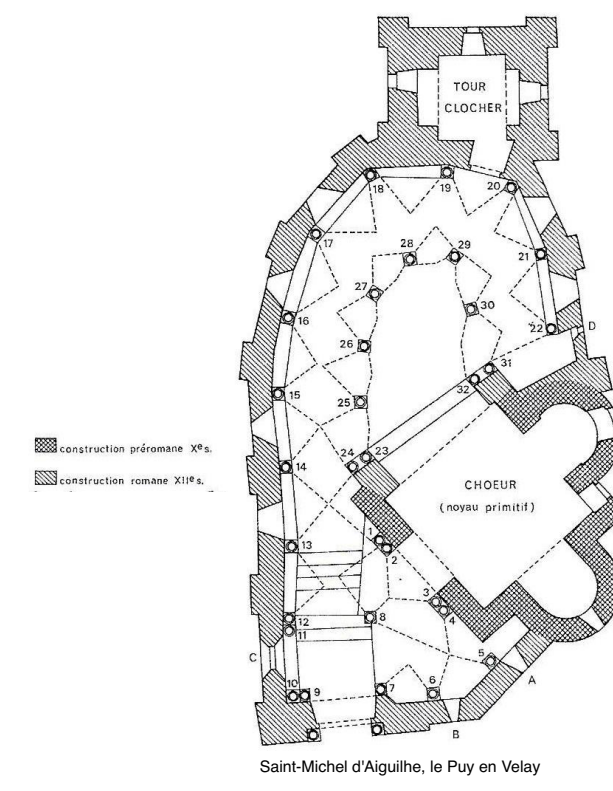 TOUR
CLOCHER
18
19
20
17
28
29
21
27
30
16
22
D
26
31
32
15
25
construction préromane Xes.
24
23
14
construction romane XIIes.
CHOEUR
(noyau primitif)
1
13
2
3
4
12
8
11
C
5
10
9
7
6
A
B
Saint-Michel d'Aiguilhe, le Puy en Velay